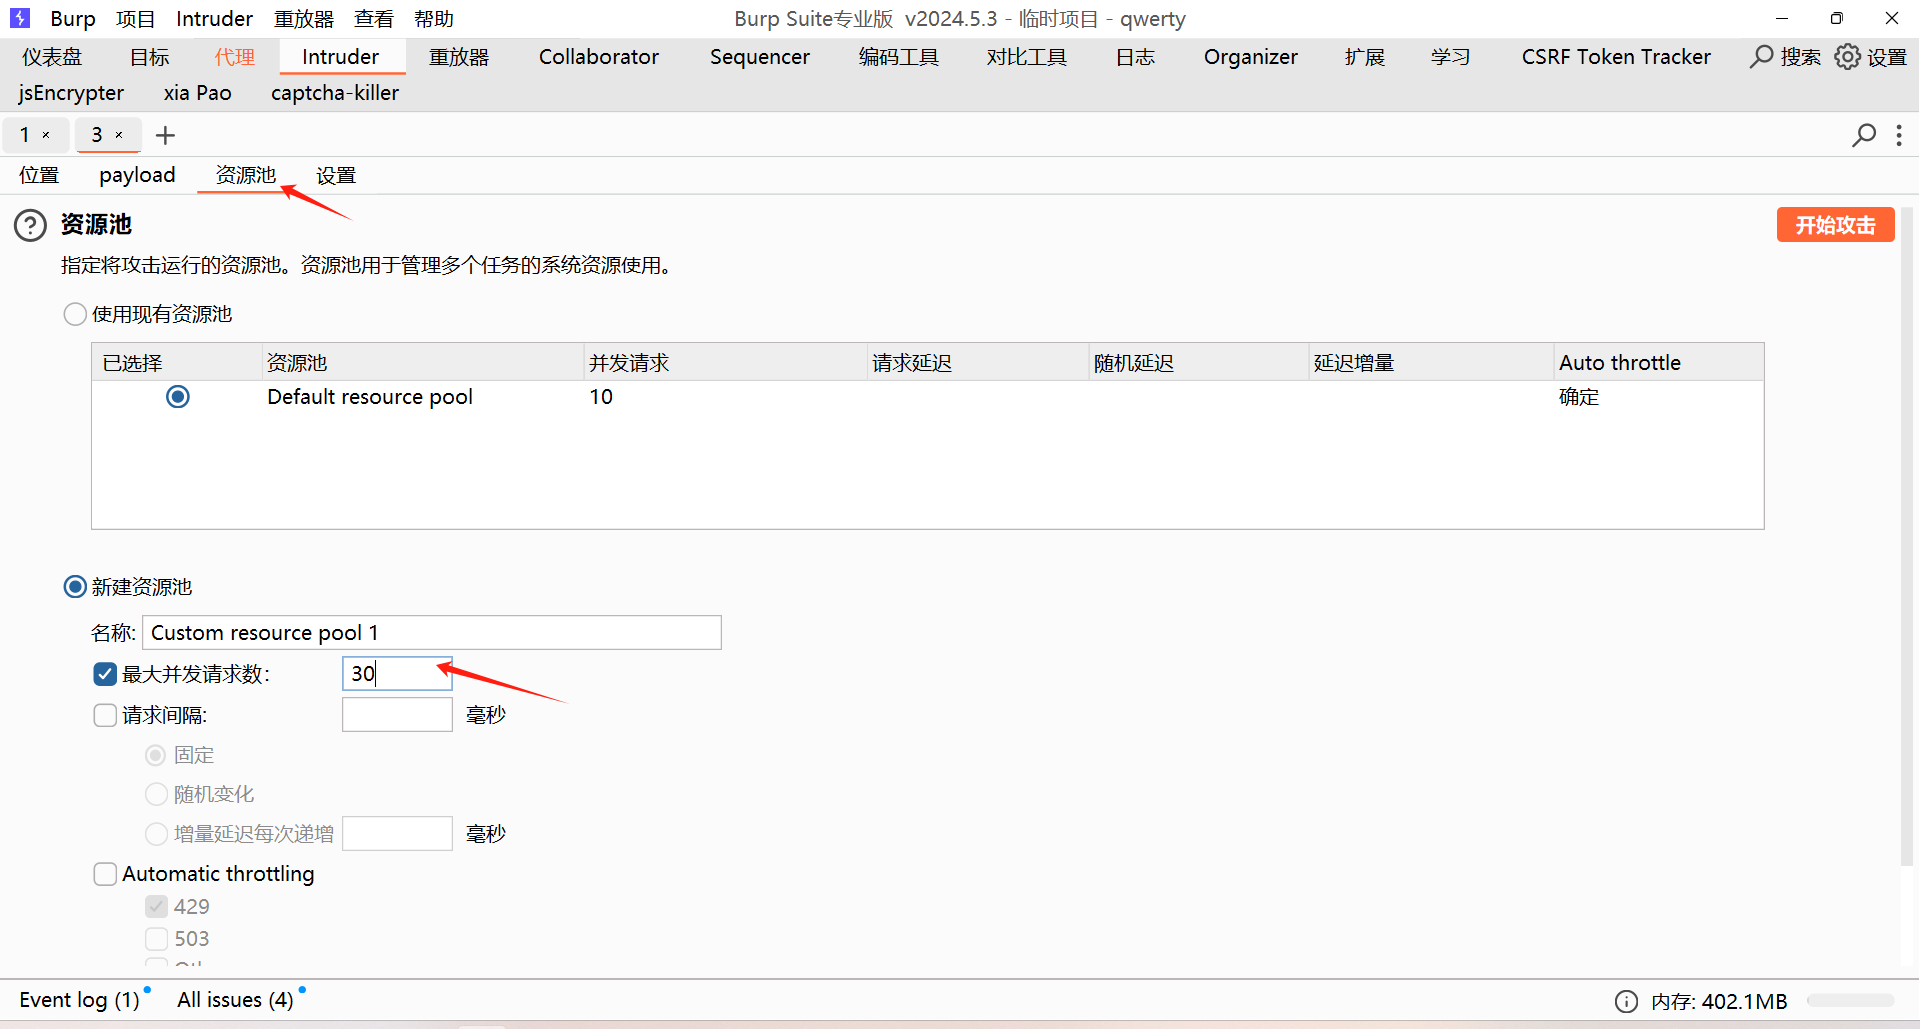 Burp 项目 Intruder 重放器 查看 帮助 Burp Suite专业版 v2024.5.3 - 临时项目 - qwerty
仪表盘 目标 代理 Intruder 重放器 Collaborator Sequencer 编码工具 对比工具 日志 Organizer 扩展 学习 CSRF Token Tracker 搜索 设置
jsEncrypter xia Pao captcha-killer
1 × 3 × +
位置 payload 资源池 设置
资源池 开始攻击
指定将攻击运行的资源池。资源池用于管理多个任务的系统资源使用。
使用现有资源池
已选择 资源池 并发请求 请求延迟 随机延迟 延迟增量 Auto throttle
Default resource pool 10 确定
新建资源池
名称: Custom resource pool 1
最大并发请求数: 30
请求间隔: 毫秒
固定
随机变化
增量延迟每次递增 毫秒
Automatic throttling
429
503
Event log (1) All issues (4) 内存: 402.1MB